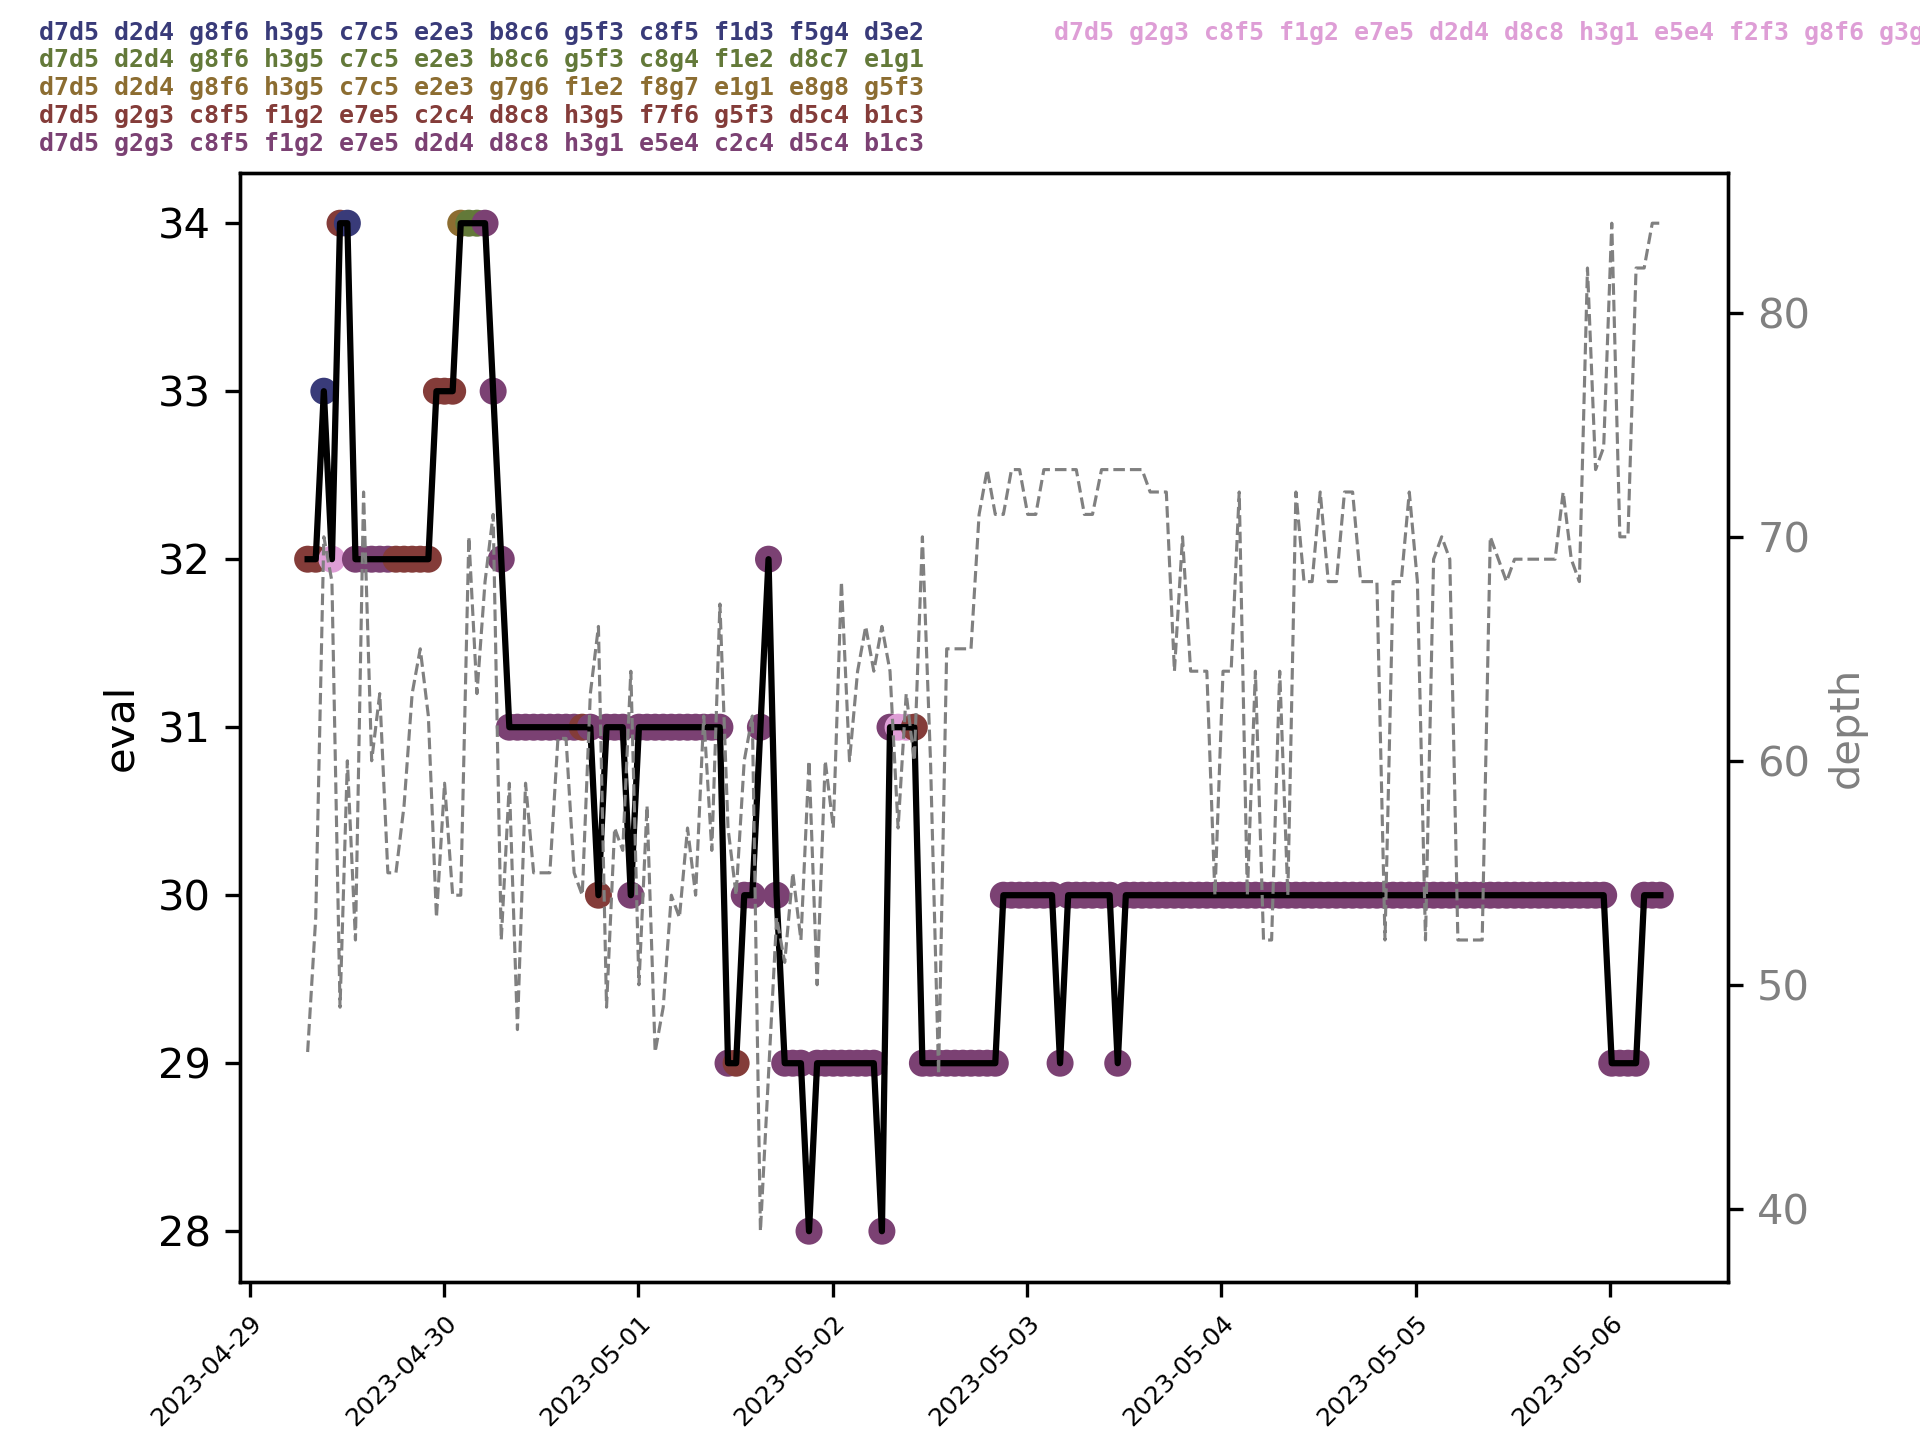 d7d5 d2d4 g8f6 h3g5 c7c5 e2e3 b8c6 g5f3 c8f5 f1d3 f5g4 d3e2
d7d5 g2g3 c8f5 f1g2 e7e5 d2d4 d8c8 h3g1 e5e4 f2f3 g8f6
d7d5 d2d4 g8f6 h3g5 c7c5 e2e3 b8c6 g5f3 c8g4 f1e2 d8c7 e1g1
d7d5 d2d4 g8f6 h3g5 c7c5 e2e3 g7g6 f1e2 f8g7 e1g1 e8g8 g5f3
d7d5 g2g3 c8f5 f1g2 e7e5 c2c4 d8c8 h3g5 f7f6 g5f3 d5c4 b1c3
d7d5 g2g3 c8f5 f1g2 e7e5 d2d4 d8c8 h3g1 e5e4 c2c4 d5c4 b1c3
34
33
32
31
30
29
28
eval
80
70
60
50
40
depth
2023-04-29
2023-04-30
2023-05-01
2023-05-02
2023-05-03
2023-05-04
2023-05-05
2023-05-06